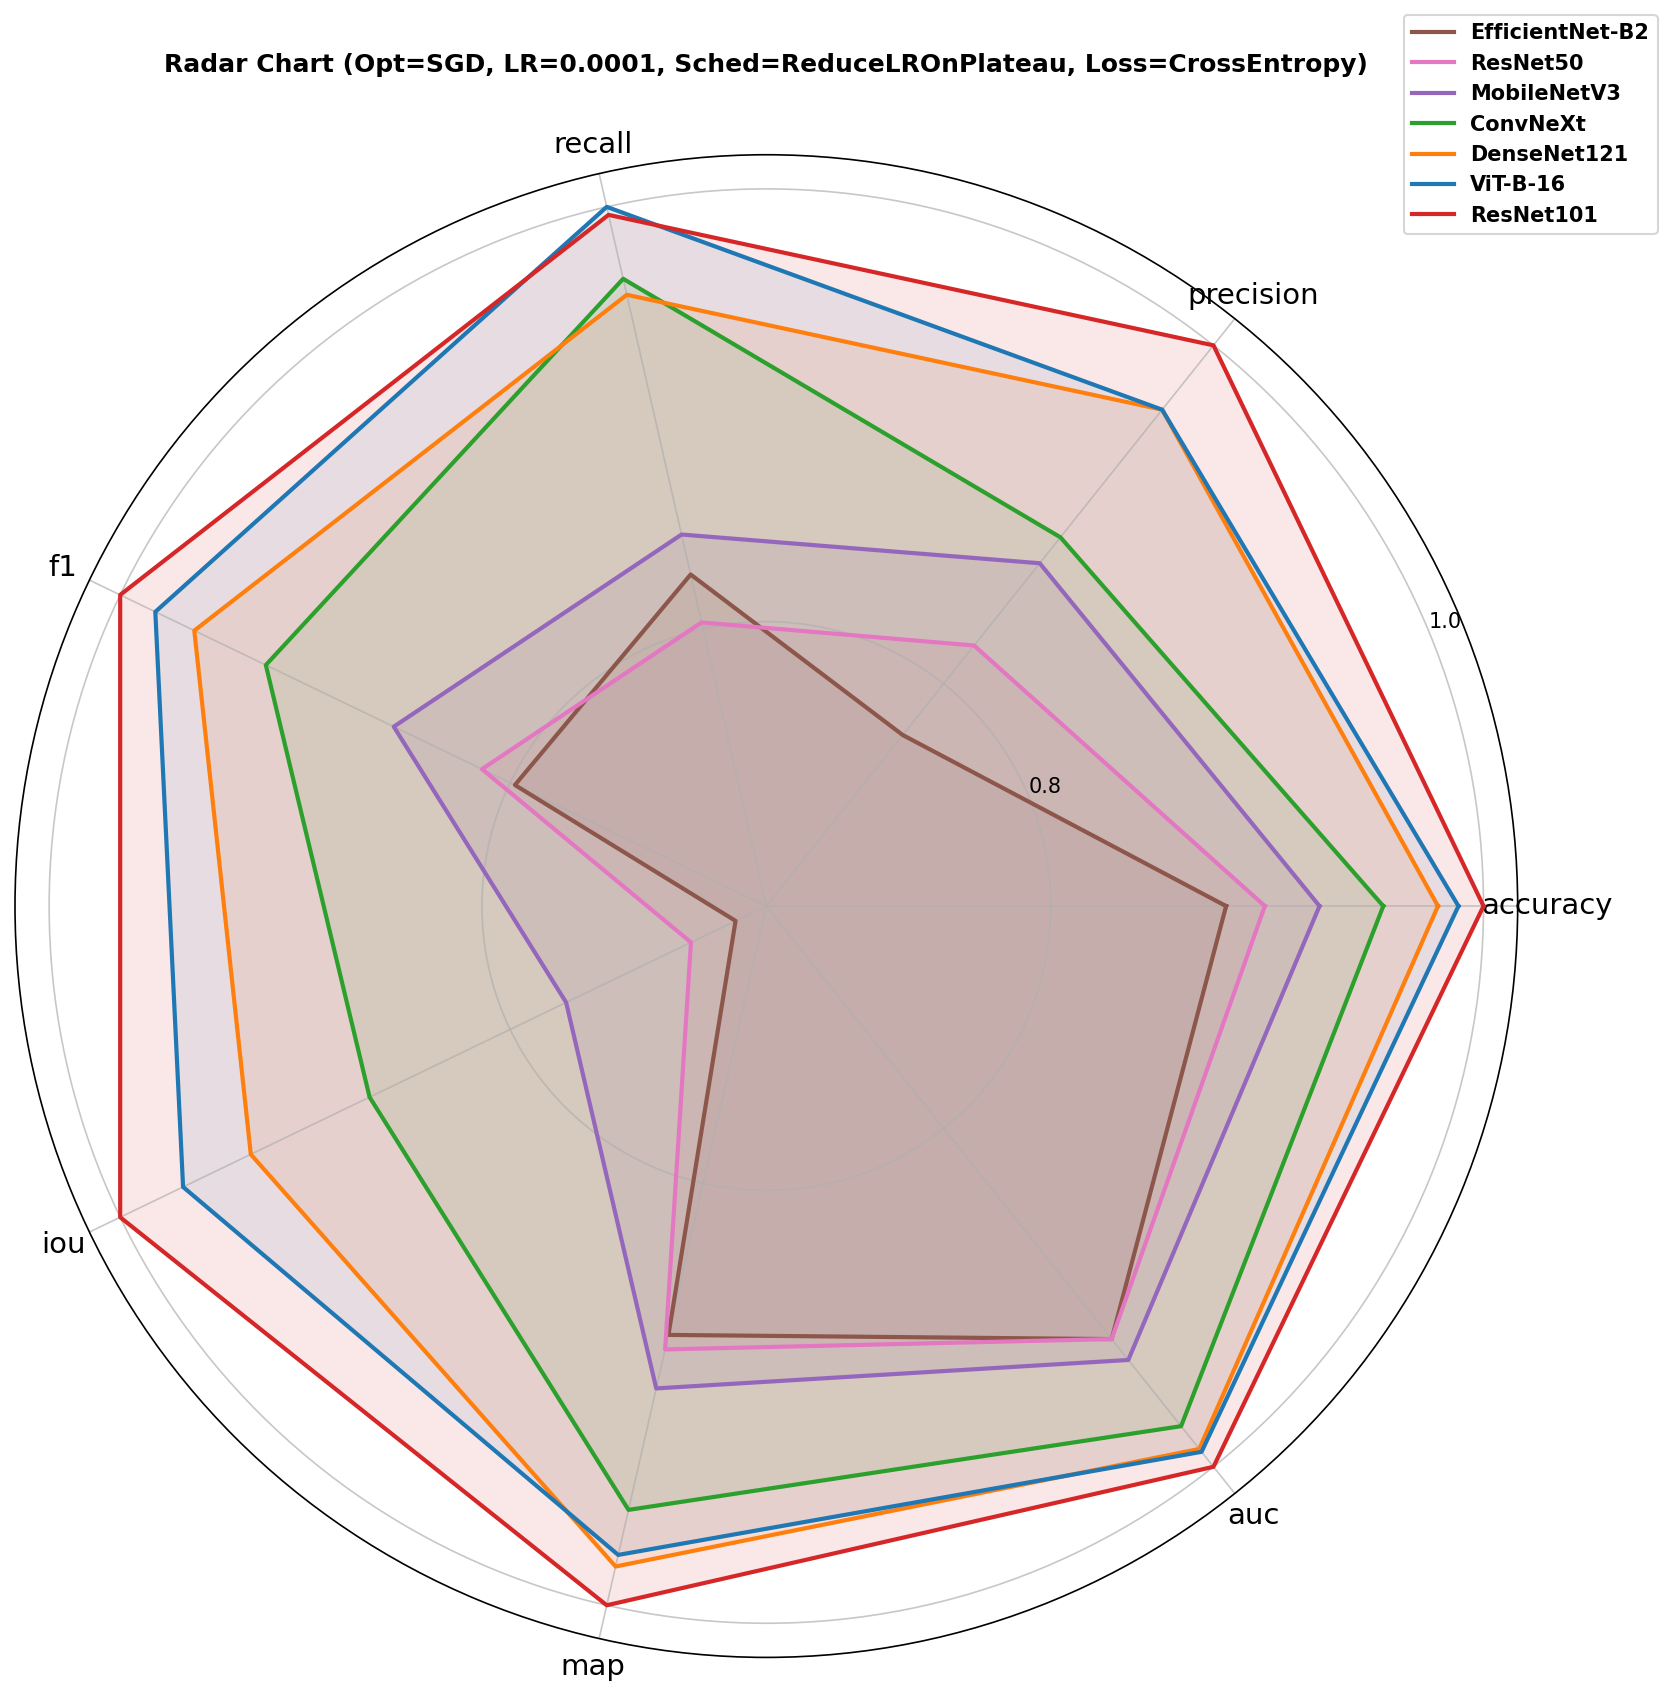 Radar Chart (Opt=SGD, LR=0.0001, Sched=ReduceLROnPlateau, Loss=CrossEntropy)
EfficientNet-B2
ResNet50
MobileNetV3
ConvNeXt
DenseNet121
ViT-B-16
ResNet101
recall
precision
f1
1.0
0.8
accuracy
iou
auc
map